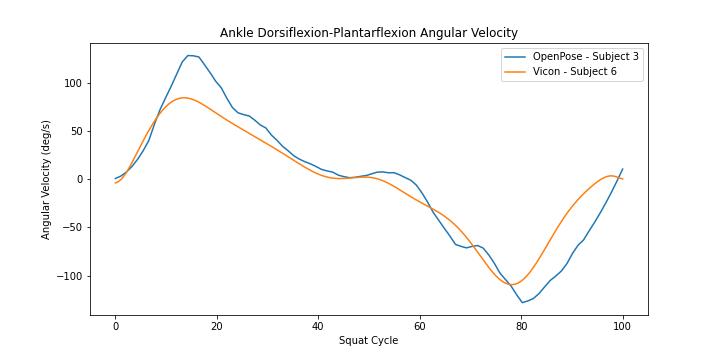 Ankle Dorsiflexion-Plantarflexion Angular Velocity
OpenPose - Subject 3
Vicon - Subject 6
Angular Velocity (deg/s)
100
50
0
−50
−100
0 20 40 60 80 100
Squat Cycle